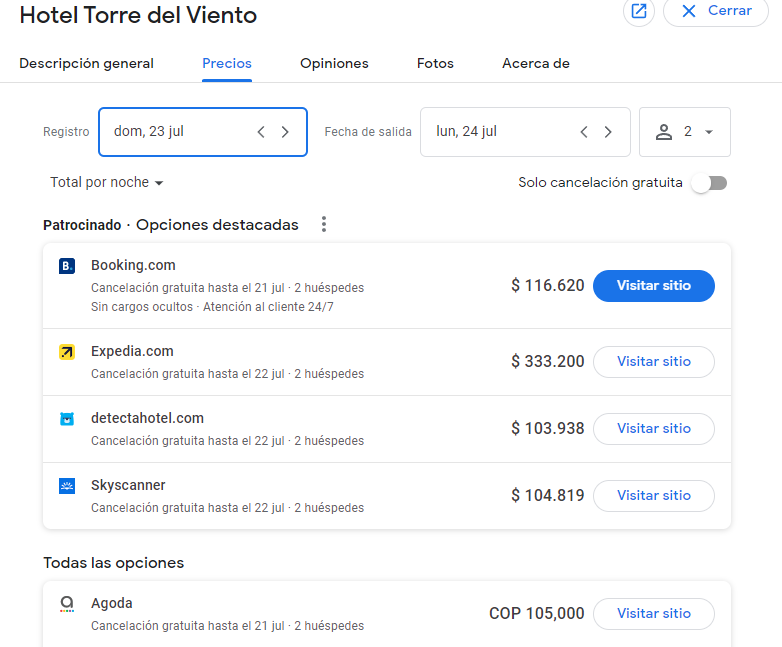 Hotel Torre del Viento
Cerrar
Descripción general Precios Opiniones Fotos Acerca de
Registro dom, 23 jul Fecha de salida lun, 24 jul 2
Total por noche Solo cancelación gratuita
Patrocinado · Opciones destacadas
B.
Booking.com
Cancelación gratuita hasta el 21 jul · 2 huéspedes
Sin cargos ocultos · Atención al cliente 24/7
$ 116.620 Visitar sitio
Expedia.com
Cancelación gratuita hasta el 22 jul · 2 huéspedes
$ 333.200 Visitar sitio
detectahotel.com
Cancelación gratuita hasta el 22 jul · 2 huéspedes
$ 103.938 Visitar sitio
Skyscanner
Cancelación gratuita hasta el 22 jul · 2 huéspedes
$ 104.819 Visitar sitio
Todas las opciones
Agoda
Cancelación gratuita hasta el 21 jul · 2 huéspedes
COP 105,000 Visitar sitio